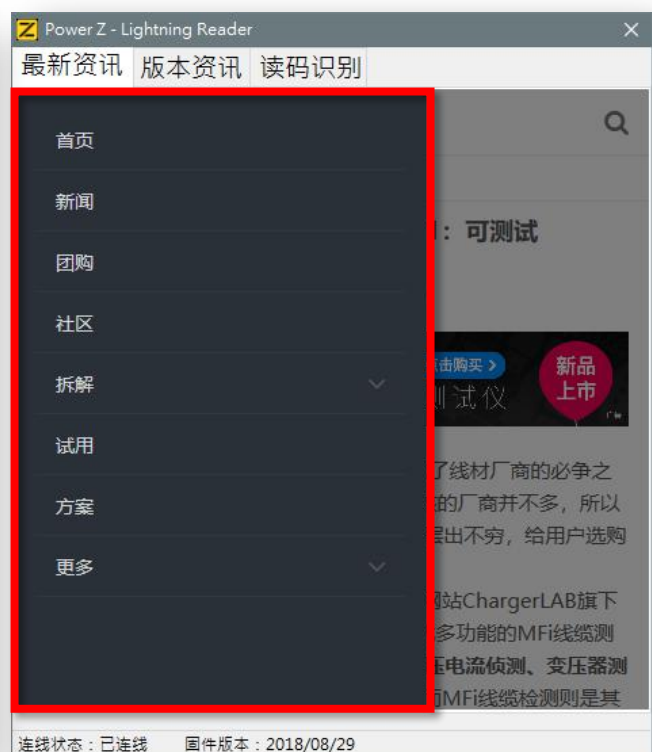 Power Z - Lightning Reader
最新资讯 版本资讯 读码识别
首页
新闻
：可测试
团购
社区
点击购买 >
新品
上市
拆解
测试仪
试用
了线材厂商的必争之
方案
的厂商并不多，所以
层出不穷，给用户选购
更多
网站ChargerLAB旗下
多功能的MFi线缆测
压电流侦测、变压器测
而MFi线缆检测则是其
连线状态：已连线 固件版本：2018/08/29